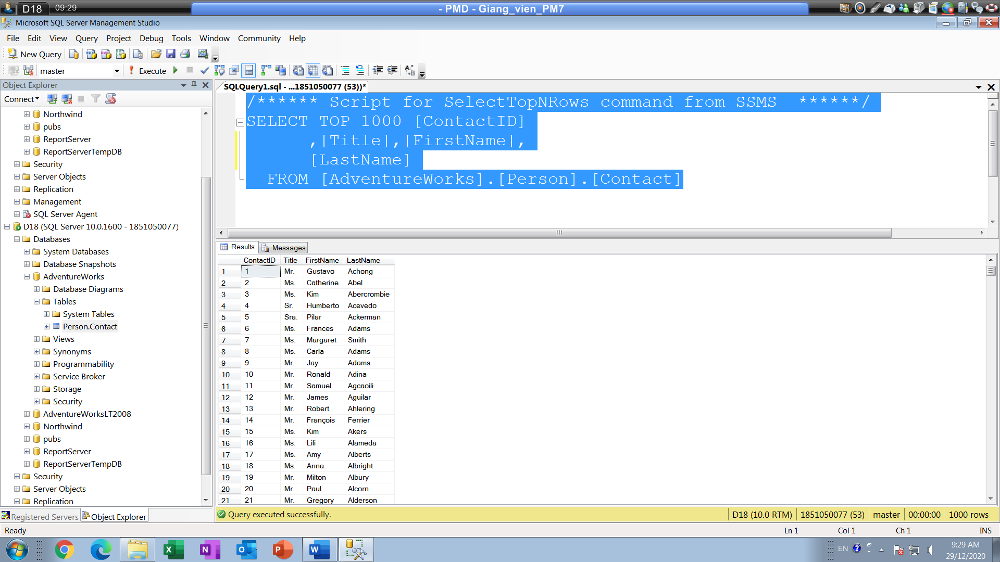 D18 09:29 - PMD - Giang_vien_PM7
Microsoft SQL Server Management Studio
File Edit View Query Project Debug Tools Window Community Help
New Query
master Execute
Object Explorer
Connect
Northwind
pubs
ReportServer
ReportServerTempDB
Security
Server Objects
Replication
Management
SQL Server Agent
D18 (SQL Server 10.0.1600 - 1851050077)
Databases
System Databases
Database Snapshots
AdventureWorks
Database Diagrams
Tables
System Tables
Person.Contact
Views
Synonyms
Programmability
Service Broker
Storage
Security
AdventureWorksLT2008
Northwind
pubs
ReportServer
ReportServerTempDB
Security
Server Objects
Replication
Registered Servers Object Explorer
SQLQuery1.sql - ...1851050077 (53))*
/****** Script for SelectTopNRows command from SSMS ******/
SELECT TOP 1000 [ContactID]
,[Title],[FirstName],
[LastName]
FROM [AdventureWorks].[Person].[Contact]
Results Messages
ContactID Title FirstName LastName
1 1 Mr. Gustavo Achong
2 2 Ms. Catherine Abel
3 3 Ms. Kim Abercrombie
4 4 Sr. Humberto Acevedo
5 5 Sra. Pilar Ackerman
6 6 Ms. Frances Adams
7 7 Ms. Margaret Smith
8 8 Ms. Carla Adams
9 9 Mr. Jay Adams
10 10 Mr. Ronald Adina
11 11 Mr. Samuel Agcaoili
12 12 Mr. James Aguilar
13 13 Mr. Robert Ahlering
14 14 Mr. François Ferrier
15 15 Ms. Kim Akers
16 16 Ms. Lili Alameda
17 17 Ms. Amy Alberts
18 18 Ms. Anna Albright
19 19 Mr. Milton Albury
20 20 Mr. Paul Alcorn
21 21 Mr. Gregory Alderson
Query executed successfully. D18 (10.0 RTM) 1851050077 (53) master 00:00:00 1000 rows
Ready Ln 1 Col 1 Ch 1 INS
EN 9:29 AM
29/12/2020